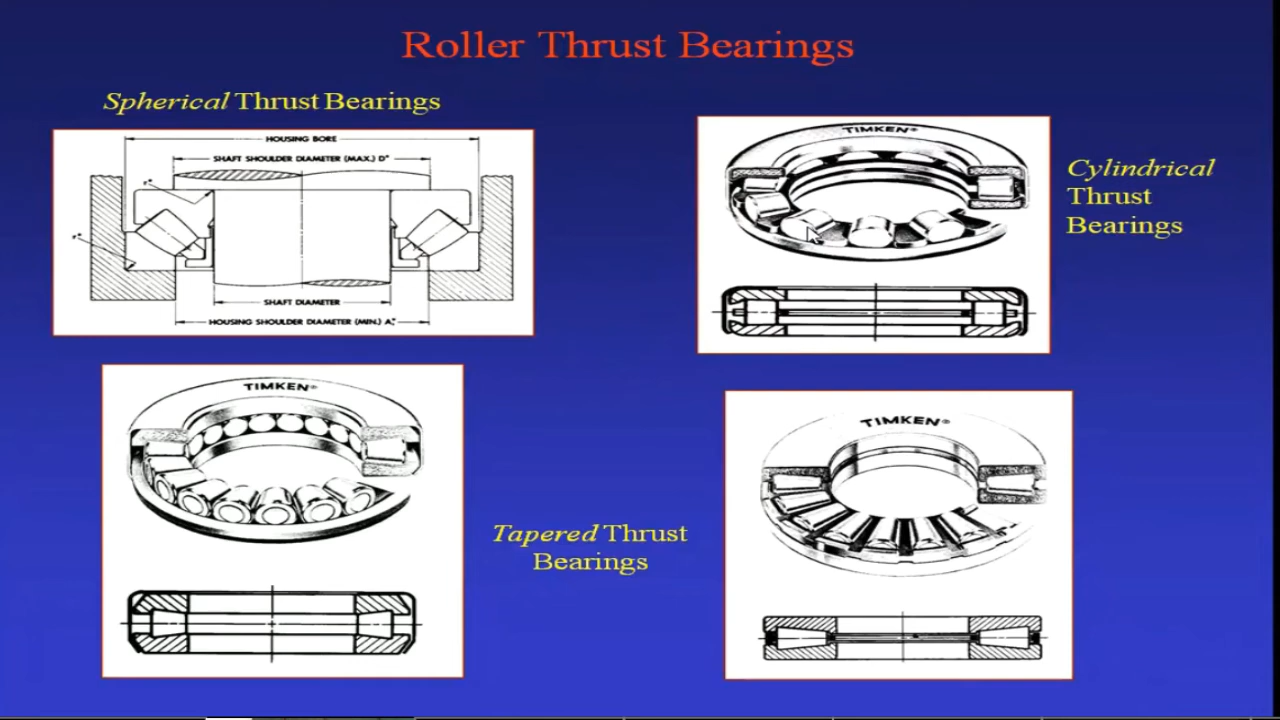 Roller Thrust Bearings
Spherical Thrust Bearings
HOUSING BORE
SHAFT SHOULDER DIAMETER (MAX.) D"
SHAFT DIAMETER
HOUSING SHOULDER DIAMETER (MIN.)
TIMKEN®
Cylindrical
Thrust
Bearings
TIMKEN®
Tapered Thrust
Bearings
TIMKEN®